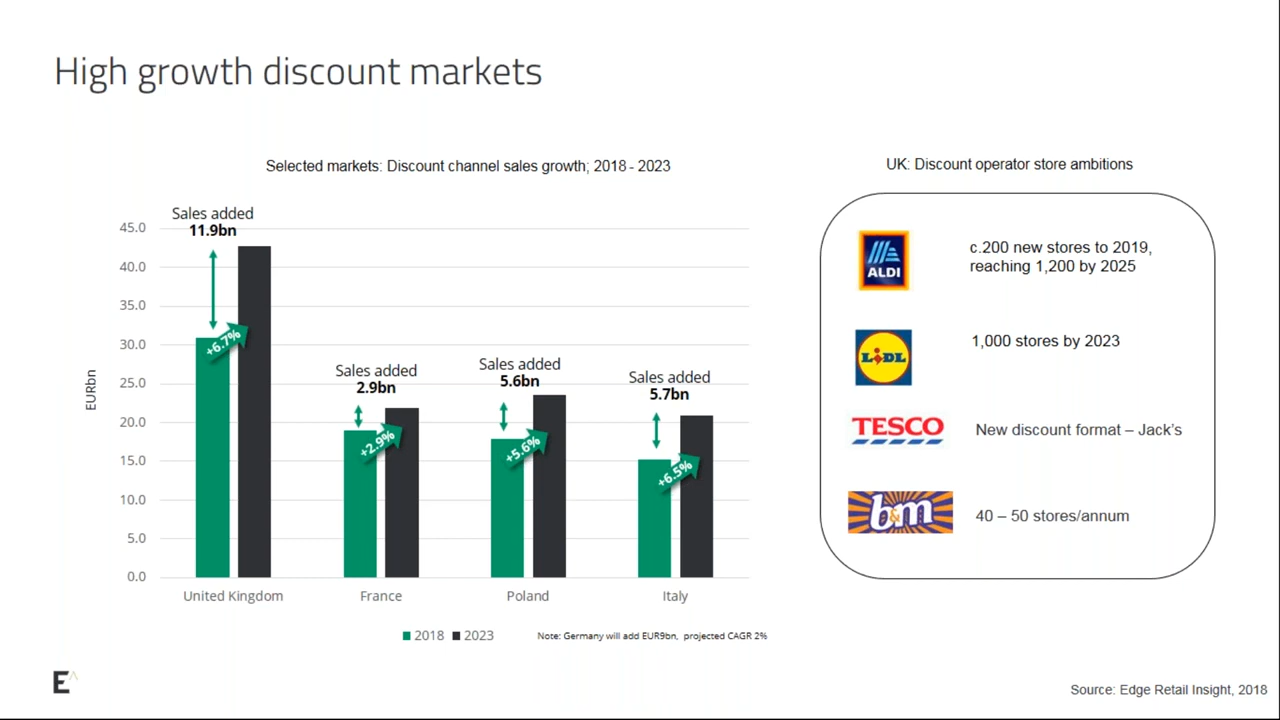 High growth discount markets
Selected markets: Discount channel sales growth; 2018 - 2023
EURbn
45.0
40.0
35.0
30.0
25.0
20.0
15.0
10.0
5.0
0.0
Sales added
11.9bn
+6.7%
Sales added
2.9bn
+2.9%
Sales added
5.6bn
+5.6%
Sales added
5.7bn
+6.5%
United Kingdom
France
Poland
Italy
2018
2023
Note: Germany will add EUR9bn, projected CAGR 2%
UK: Discount operator store ambitions
ALDI
c.200 new stores to 2019,
reaching 1,200 by 2025
LIDL
1,000 stores by 2023
TESCO
New discount format – Jack's
b&m
40 – 50 stores/annum
E^
Source: Edge Retail Insight, 2018